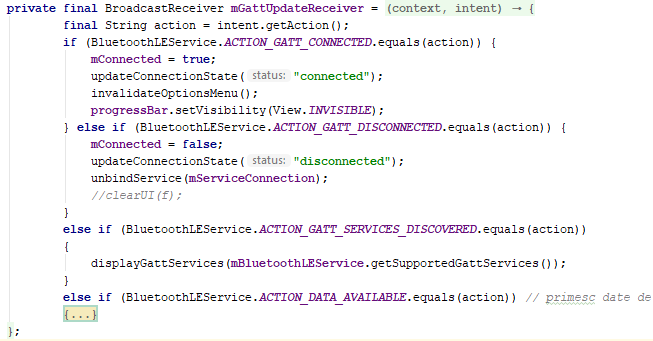 private final BroadcastReceiver mGattUpdateReceiver = (context, intent) → {
final String action = intent.getAction();
if (BluetoothLEService.ACTION_GATT_CONNECTED.equals(action)) {
mConnected = true;
updateConnectionState( status: "connected");
invalidateOptionsMenu();
progressBar.setVisibility(View.INVISIBLE);
} else if (BluetoothLEService.ACTION_GATT_DISCONNECTED.equals(action)) {
mConnected = false;
updateConnectionState( status: "disconnected");
unbindService(mServiceConnection);
//clearUI(f);
}
else if (BluetoothLEService.ACTION_GATT_SERVICES_DISCOVERED.equals(action))
{
displayGattServices(mBluetoothLEService.getSupportedGattServices());
}
else if (BluetoothLEService.ACTION_DATA_AVAILABLE.equals(action)) // primesc date de
{...}
};